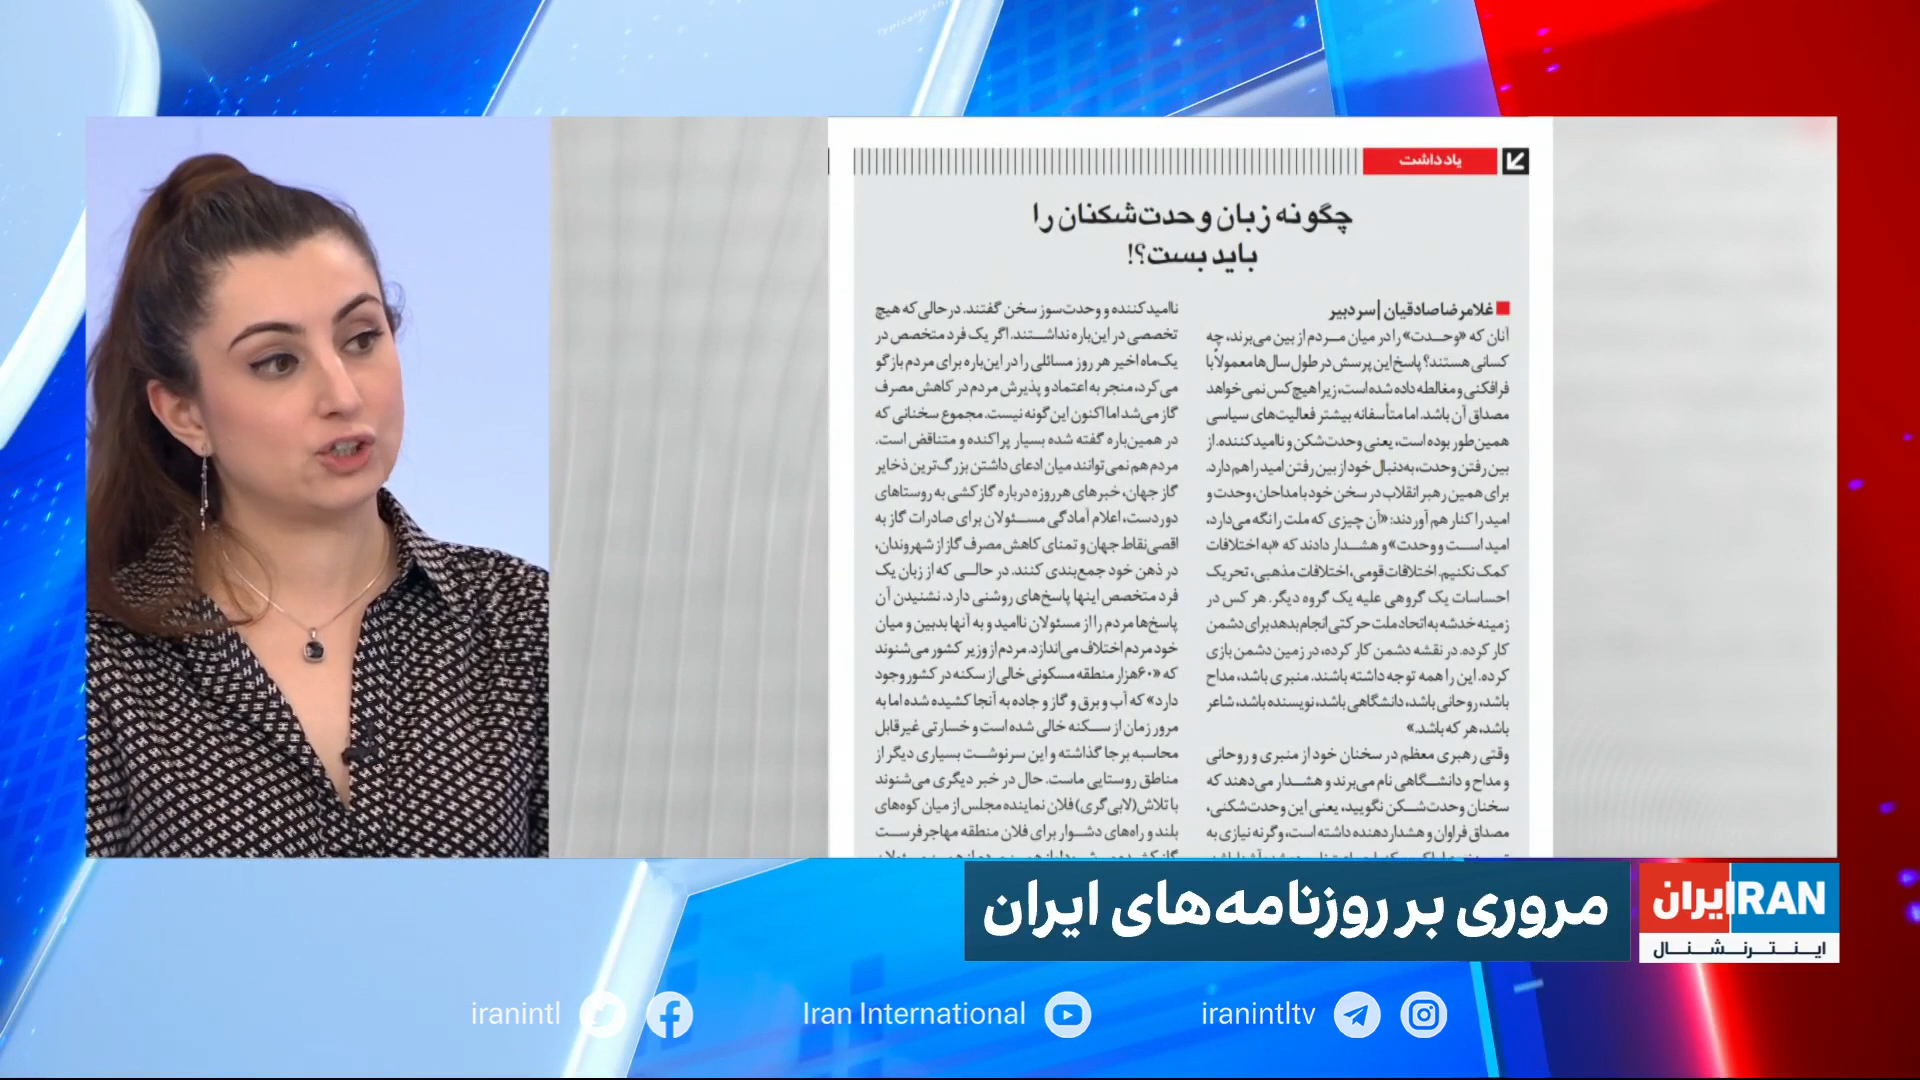 یادداشت
چگونه زبان وحدت‌شکنان را
باید بست؟!
غلامرضا صادقیان | سردبیر
آنان که «وحـدت» را در میان مـردم از بین می‌برند، چه
کسانی هستند؟ پاسخ این پرسش در طول سال‌ها معمولاً با
فرافکنی و مغالطه داده شده است، زیرا هیچ کس نمی‌خواهد
مصداق آن باشد. اما متأسفانه بیشتر فعالیت‌های سیاسی
همین‌طور بوده است، یعنی وحدت‌شکن و ناامیدکننده. از
بین رفتن وحدت، به‌دنبال خود از بین رفتن امید را هم دارد.
برای همین رهبر انقلاب در سخن خود با مداحان، وحدت و
امید را کنار هم آوردند: «آن چیزی که ملت را نگه می‌دارد،
امید اسـت و وحدت» و هشـدار دادند که «به اختلافات
کمک نکنیم. اختلافات قومی، اختلافات مذهبی، تحریک
احساسات یک گروهی علیه یک گروه دیگر. هر کس در
زمینه خدشه به اتحاد ملت حرکتی انجام بدهد برای دشمن
کار کرده. در نقشه دشمن کار کرده، در زمین دشمن بازی
کرده. این را همه توجه داشته باشند. منبری باشد، مداح
باشد، روحانی باشد، دانشگاهی باشد، نویسنده باشد، شاعر
باشد، هر که باشد.»
وقتی رهبری معظم در سخنان خود از منبری و روحانی
و مداح و دانشگاهی نام می‌برند و هشـدار می‌دهند که
سخنان وحدت‌شـکن نگویید، یعنی این وحدت‌شکنی،
مصداق فراوان و هشداردهنده داشته است، وگرنه نیازی به
ناامیدکننده و وحدت‌سوز سخن گفتند. در حالی که هیچ
تخصصی در این‌باره نداشـتند. اگر یک فرد متخصص در
یک‌ماه اخیر هر روز مسائلی را در این‌باره برای مردم بازگو
می‌کرد، منجر به اعتماد و پذیرش مردم در کاهش مصرف
گاز می‌شد اما اکنون این گونه نیست. مجموع سخنانی که
در همین‌باره گفته شده بسیار پراکنده و متناقض است.
مردم هم نمی‌توانند میان ادعای داشتن بزرگ‌ترین ذخایر
گاز جهان، خبرهای هرروزه درباره گازکشی به روستاهای
دوردست، اعلام آمادگی مسـئولان برای صادرات گاز به
اقصی‌نقاط جهان و تمنای کاهش مصرف گاز از شهروندان،
در ذهن خود جمع‌بندی کنند. در حالـی که از زبان یک
فرد متخصص اینها پاسخ‌های روشنی دارد. نشنیدن آن
پاسخ‌ها مردم را از مسئولان ناامید و به آنها بدبین و میان
خود مردم اختلاف می‌اندازد. مردم از وزیر کشور می‌شنوند
که «۶۰هزار منطقه مسکونی خالی از سکنه در کشور وجود
دارد» که آب و برق و گاز و جاده به آنجا کشیده شده اما به
مرور زمان از سـکنه خالی شده است و خسارتی غیرقابل
محاسبه برجا گذاشته و این سرنوشت بسیاری دیگر از
مناطق روستایی ماست. حال در خبر دیگری می‌شنوند
با تلاش (لابی‌گری) فلان نماینده مجلس از میان کوه‌های
بلند و راه‌های دشـوار برای فلان منطقه مهاجرفرسـت
مروری بر روزنامه‌های ایران
IRAN ایران
اینترنشنال
iranintl
Iran International
iranintltv